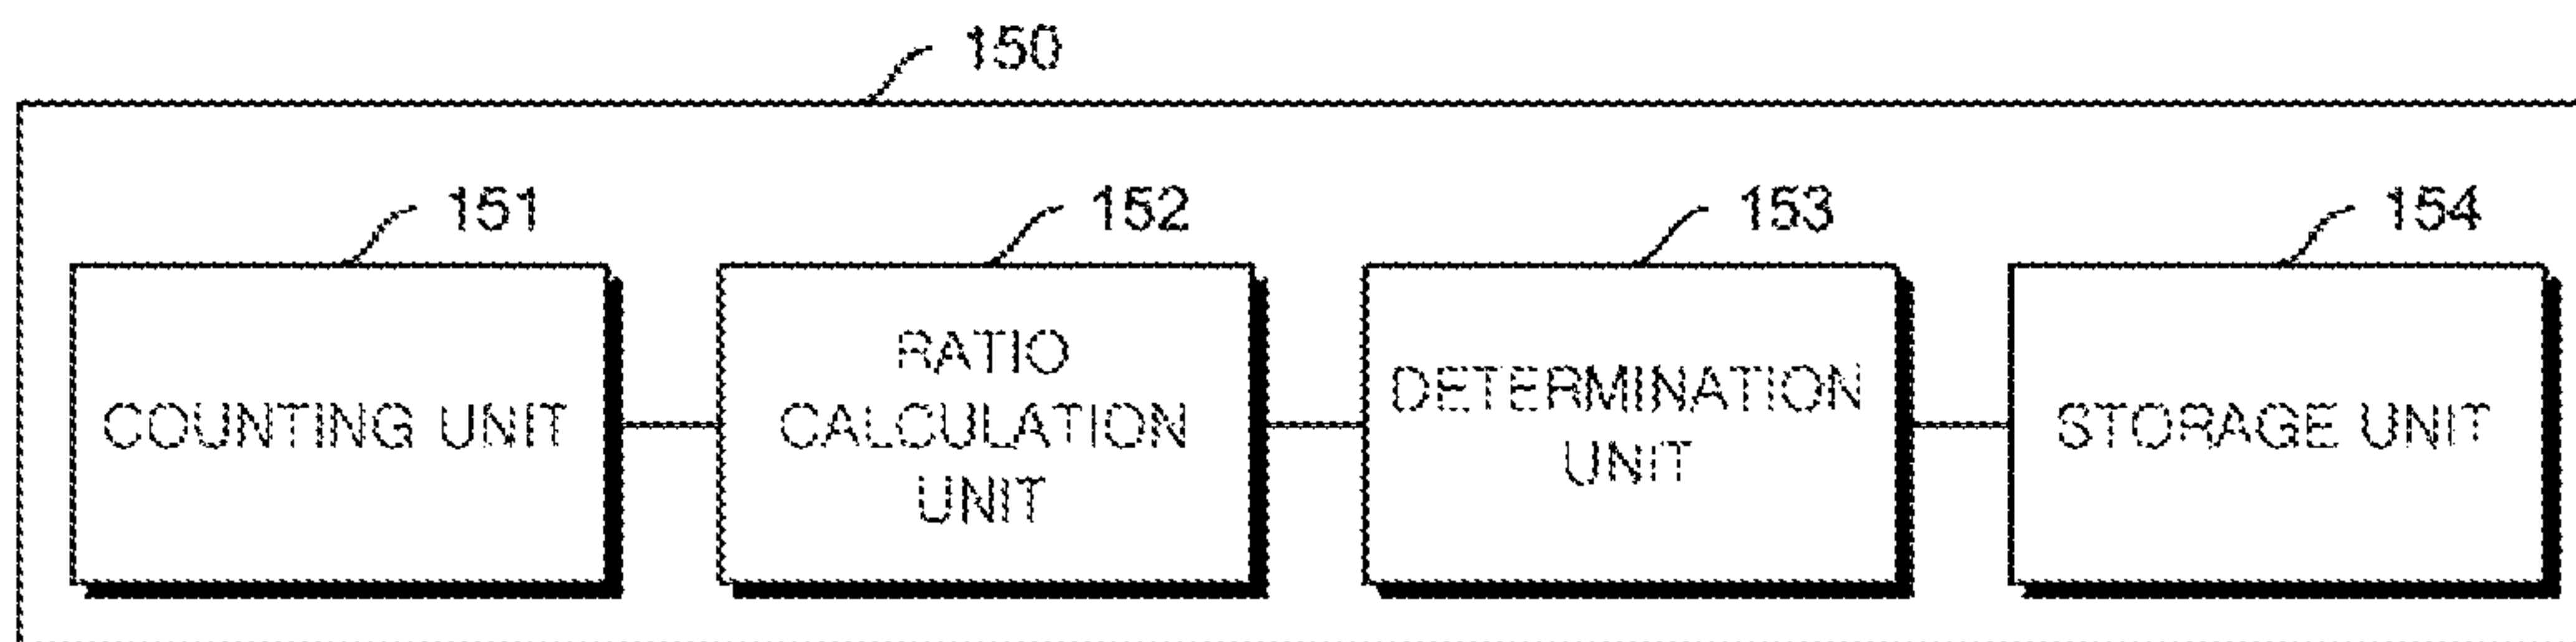 150
151
152
153
154
COUNTING UNIT
RATIO
CALCULATION
UNIT
DETERMINATION
UNIT
STORAGE UNIT